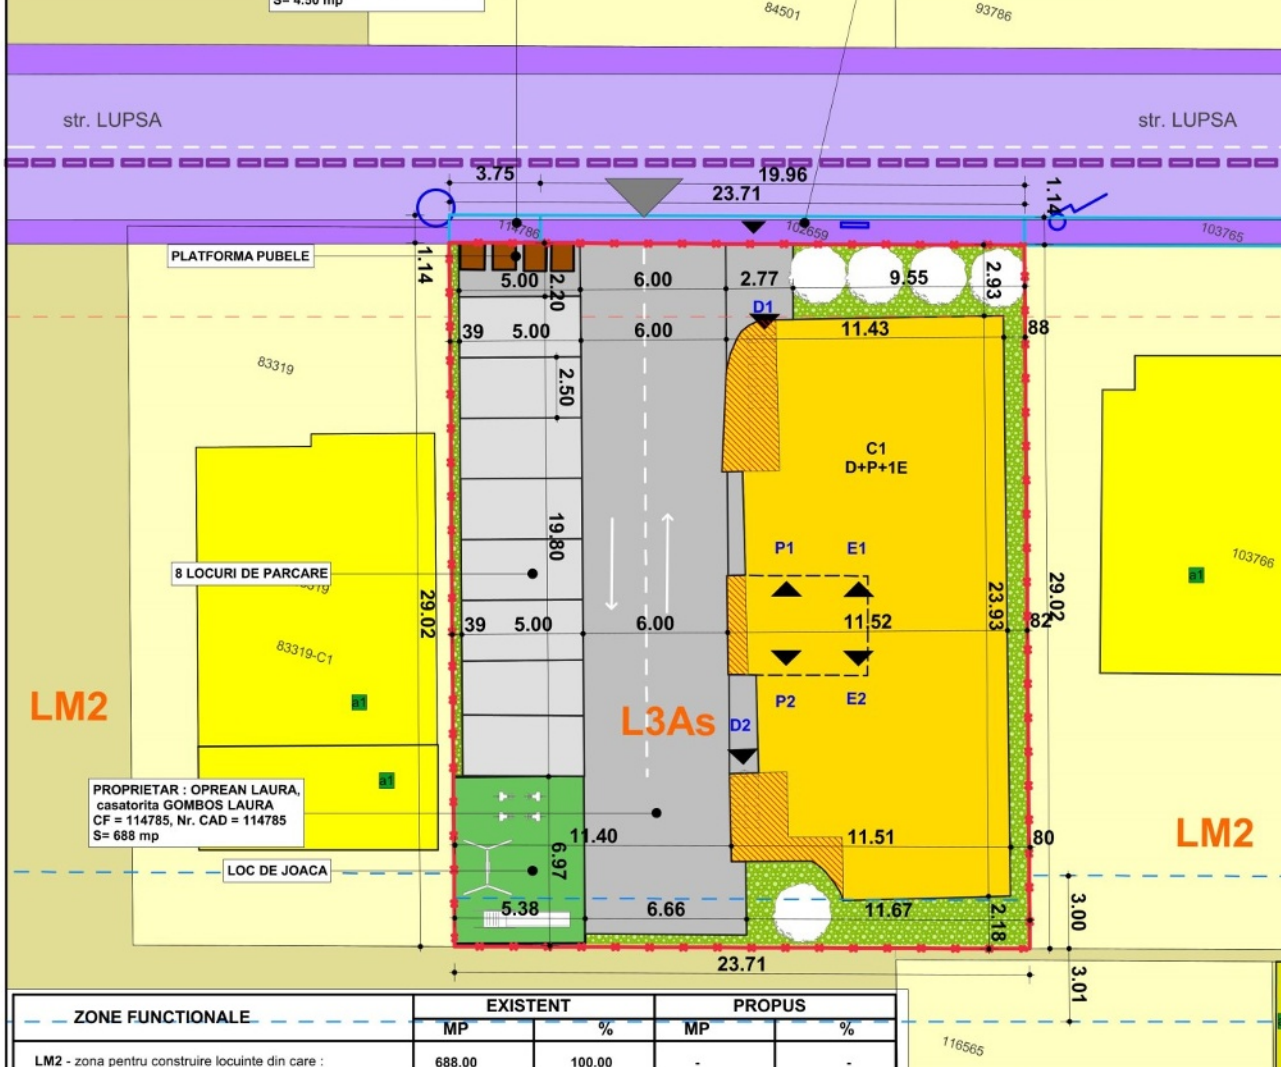 S= 4.50 mp
84501
93786
str. LUPSA
str. LUPSA
3.75
19.96
23.71
1.14
114786
102659
103765
PLATFORMA PUBELE
1.14
5.00
2.20
6.00
2.77
9.55
2.93
D1
39
5.00
6.00
11.43
88
83319
2.50
C1
D+P+1E
19.80
P1
E1
103766
a1
8 LOCURI DE PARCARE
29.02
23.93
29.02
39
5.00
6.00
11.52
82
83319-C1
LM2
a1
L3As
D2
P2
E2
a1
PROPRIETAR : OPREAN LAURA,
casatorita GOMBOS LAURA
CF = 114785, Nr. CAD = 114785
S= 688 mp
11.40
11.51
80
LM2
LOC DE JOACA
6.97
5.38
6.66
11.67
2.18
3.00
23.71
3.01
ZONE FUNCTIONALE
EXISTENT
PROPUS
MP
%
MP
%
LM2 - zona pentru construire locuinte din care :
688.00
100.00
-
-
116565